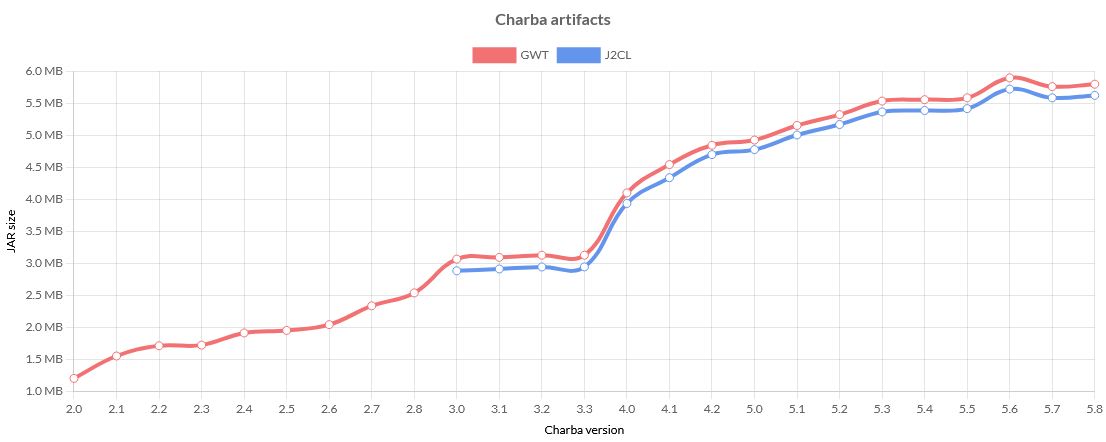 Charba artifacts
GWT J2CL
6.0 MB
5.5 MB
5.0 MB
4.5 MB
4.0 MB
3.5 MB
3.0 MB
2.5 MB
2.0 MB
1.5 MB
1.0 MB
JAR size
2.0 2.1 2.2 2.3 2.4 2.5 2.6 2.7 2.8 3.0 3.1 3.2 3.3 4.0 4.1 4.2 5.0 5.1 5.2 5.3 5.4 5.5 5.6 5.7 5.8
Charba version